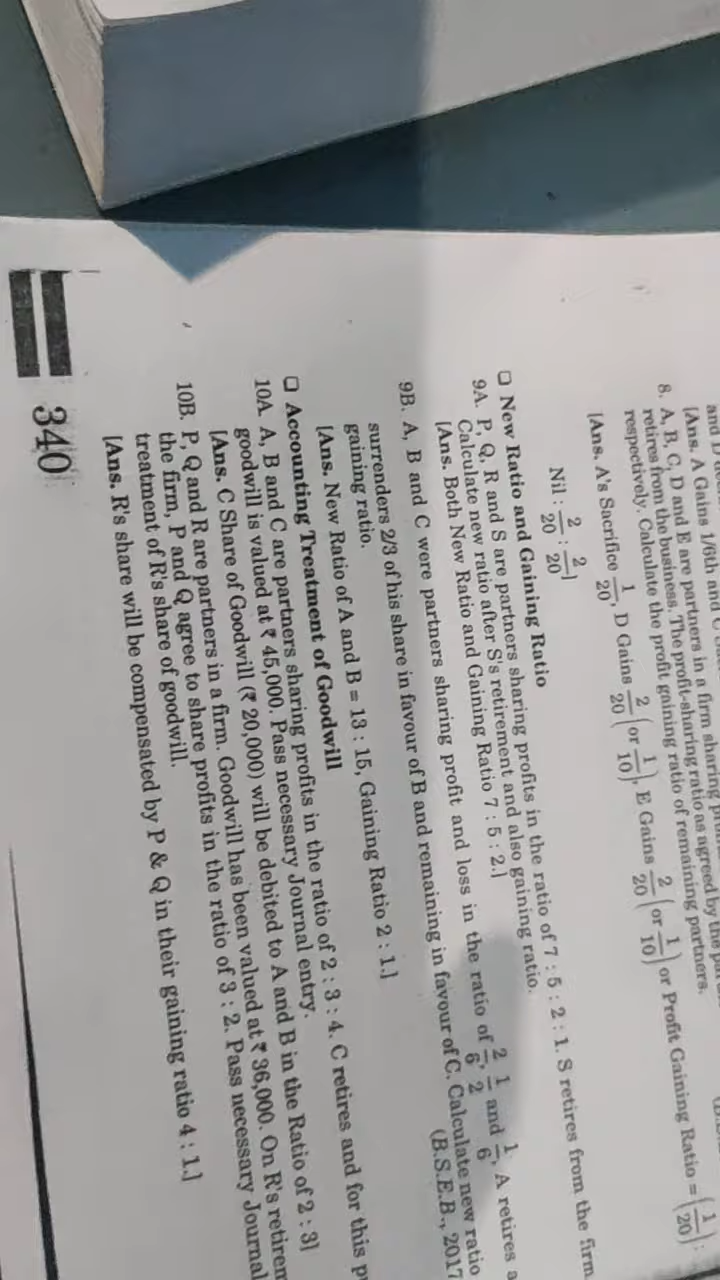 [Ans. A Gains 1/6th and
8. A, B, C, D and E are partners in a firm sharing
retires from the business. The profit-sharing ratio as agreed by the
respectively. Calculate the profit gaining ratio of remaining partners.
[Ans. A's Sacrifice 1/20, D Gains 2/20 (or 1/10), E Gains 2/20 (or 1/10) or Profit Gaining Ratio = (1/20) :
Nil : 2/20 : 2/20]
❑ New Ratio and Gaining Ratio
9A. P, Q, R and S are partners sharing profits in the ratio of 7 : 5 : 2 : 1. S retires from the firm
Calculate new ratio after S's retirement and also gaining ratio.
[Ans. Both New Ratio and Gaining Ratio 7 : 5 : 2.]
9B. A, B and C were partners sharing profit and loss in the ratio of 2/6, 1/2 and 1/6, A retires a
surrenders 2/3 of his share in favour of B and remaining in favour of C. Calculate new ratio
gaining ratio. (B.S.E.B., 2017
[Ans. New Ratio of A and B = 13 : 15, Gaining Ratio 2 : 1.]
❑ Accounting Treatment of Goodwill
10A. A, B and C are partners sharing profits in the ratio of 2 : 3 : 4. C retires and for this p
goodwill is valued at ₹ 45,000. Pass necessary Journal entry.
[Ans. C Share of Goodwill (₹ 20,000) will be debited to A and B in the Ratio of 2 : 3]
10B. P, Q and R are partners in a firm. Goodwill has been valued at ₹ 36,000. On R's retirem
the firm, P and Q agree to share profits in the ratio of 3 : 2. Pass necessary Journal
treatment of R's share of goodwill.
[Ans. R's share will be compensated by P & Q in their gaining ratio 4 : 1.]
340